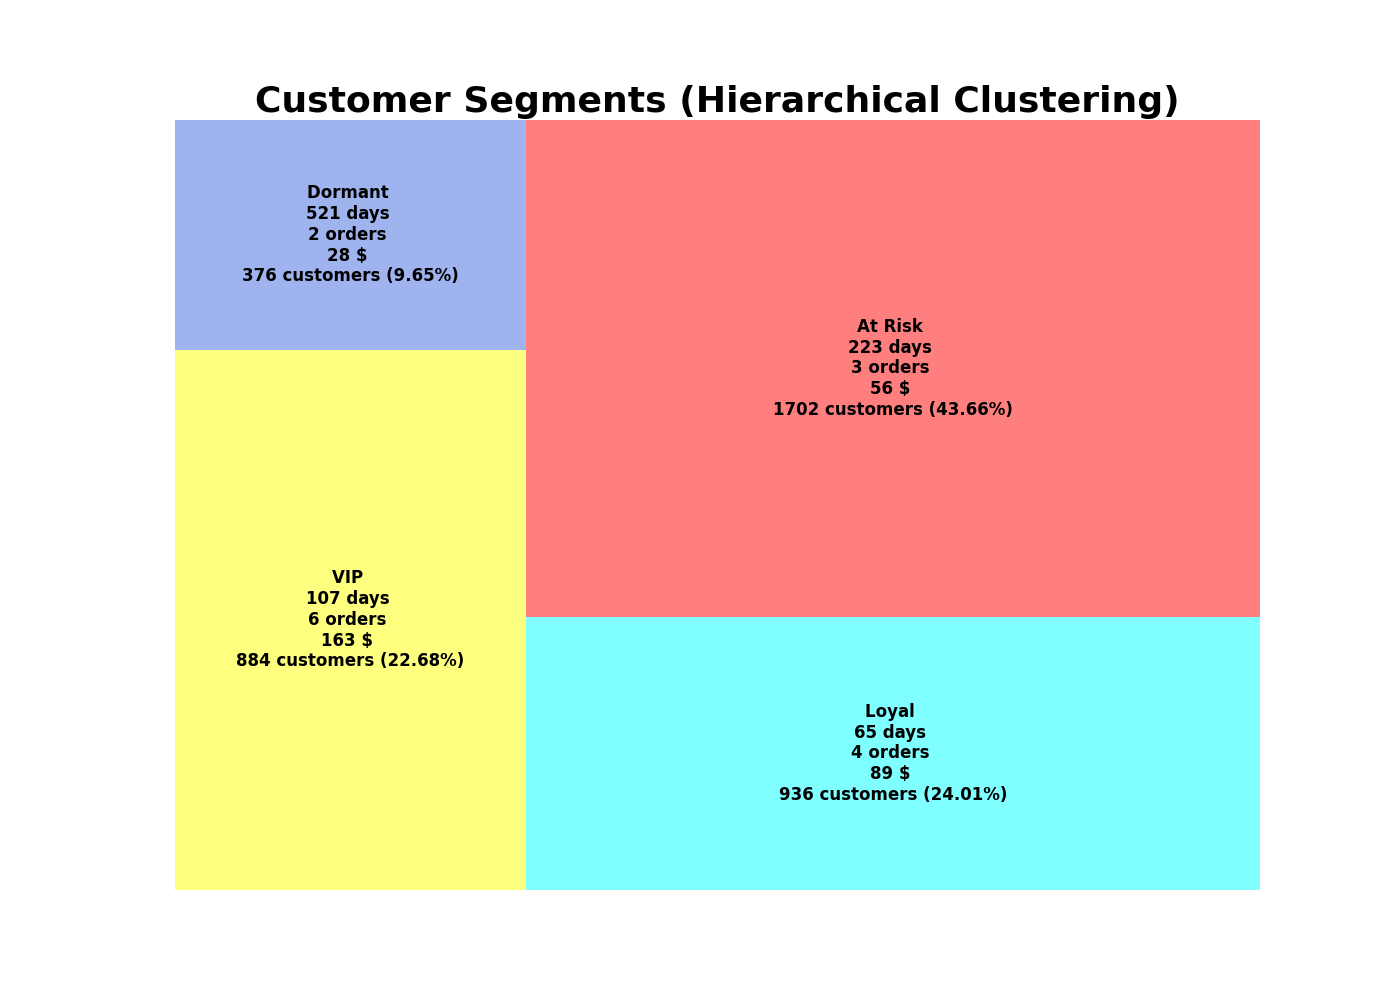 Customer Segments (Hierarchical Clustering)
Dormant
521 days
2 orders
28 $
376 customers (9.65%)
At Risk
223 days
3 orders
56 $
1702 customers (43.66%)
VIP
107 days
6 orders
163 $
884 customers (22.68%)
Loyal
65 days
4 orders
89 $
936 customers (24.01%)